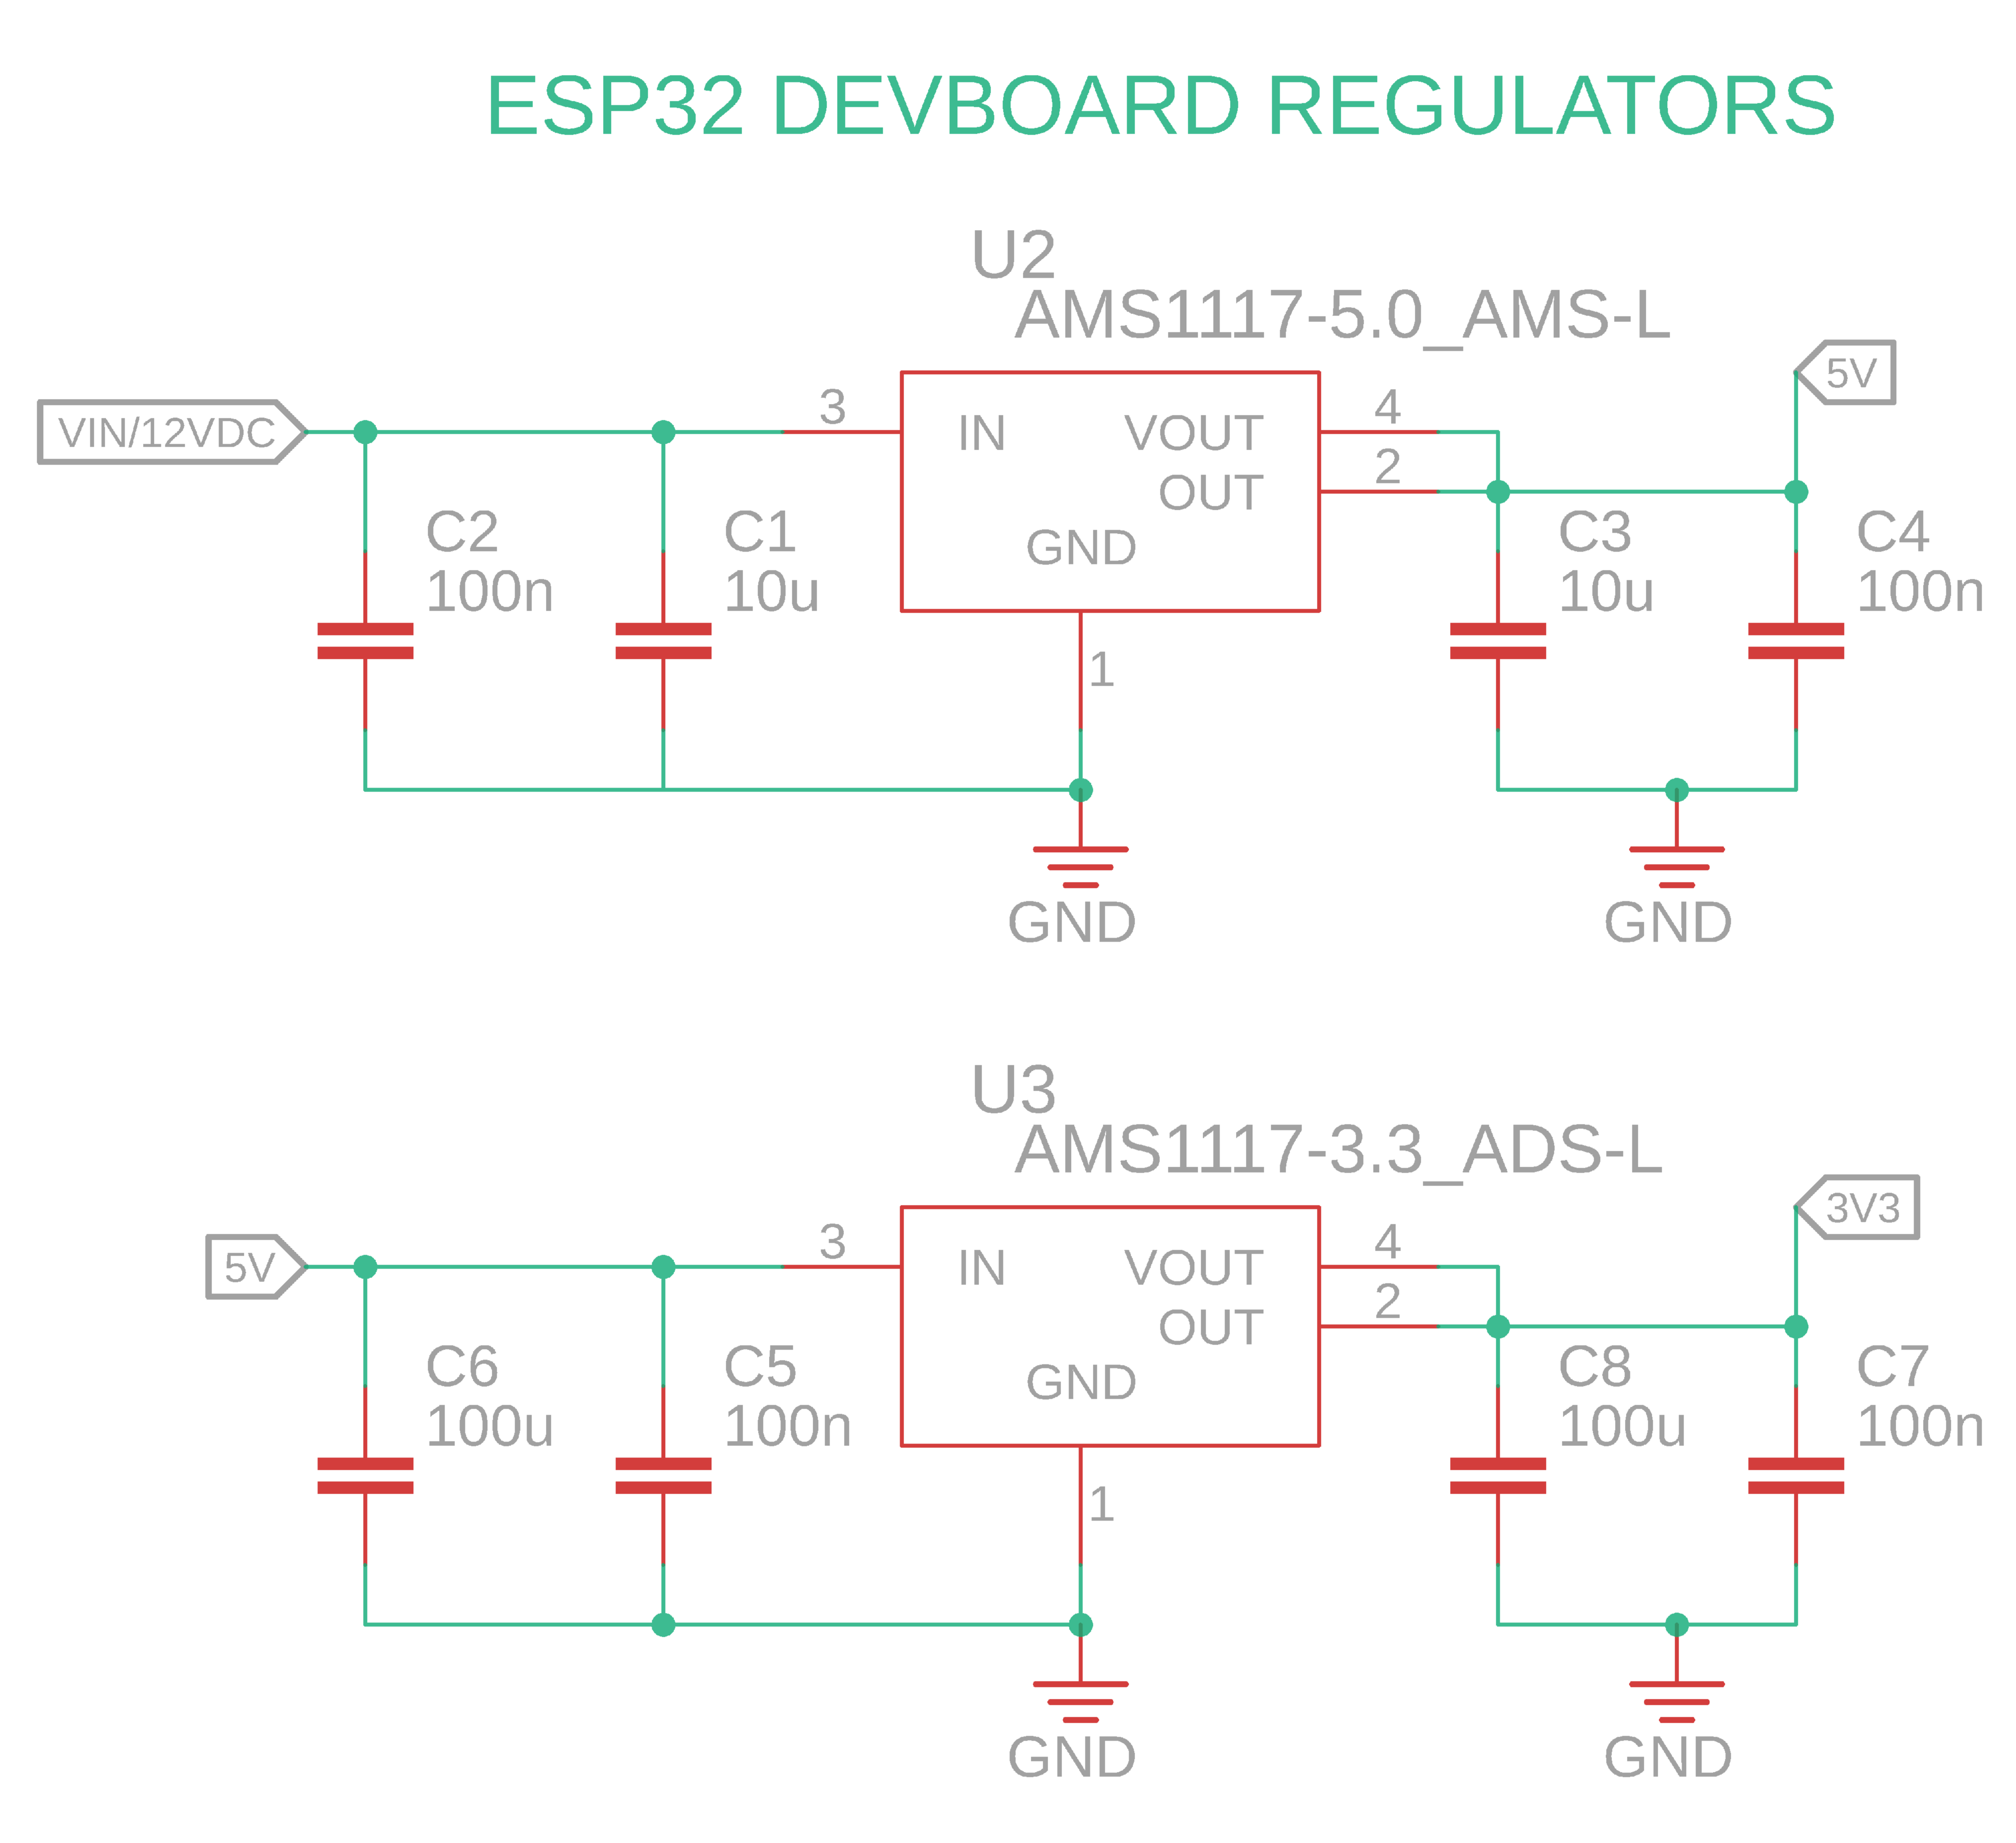 ESP32 DEVBOARD REGULATORS
U2
AMS1117-5.0_AMS-L
5V
VIN/12VDC
3
IN
VOUT
4
OUT
2
GND
1
C2
100n
C1
10u
C3
10u
C4
100n
GND
GND
U3
AMS1117-3.3_ADS-L
3V3
5V
3
IN
VOUT
4
OUT
2
GND
1
C6
100u
C5
100n
C8
100u
C7
100n
GND
GND